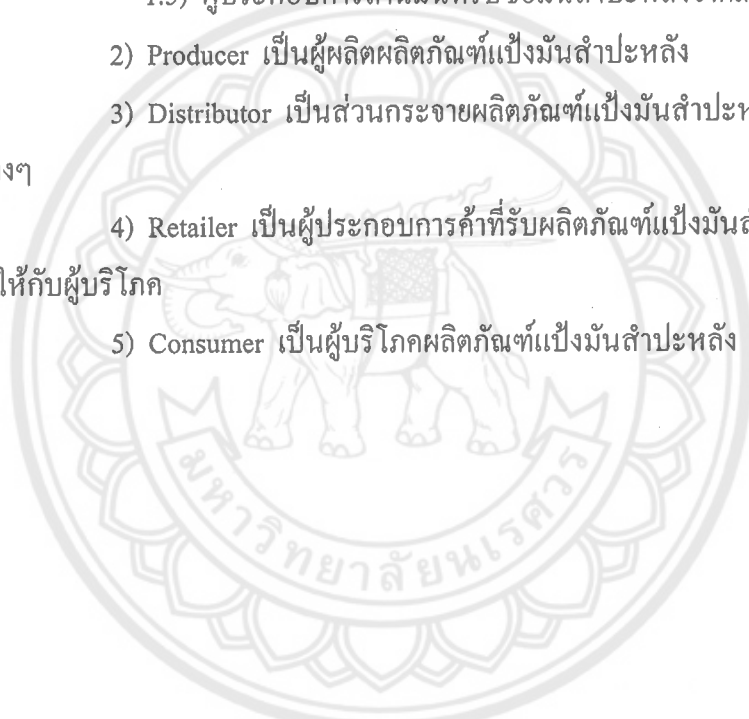 2) Producer เป็นผู้ผลิตผลิตภัณฑ์แป้งมันสำปะหลัง
3) Distributor เป็นส่วนกระจายผลิตภัณฑ์แป้งมันสำปะห
งๆ
4) Retailer เป็นผู้ประกอบการค้าที่รับผลิตภัณฑ์แป้งมัน
ให้กับผู้บริโภค
5) Consumer เป็นผู้บริโภคผลิตภัณฑ์แป้งมันสำปะหลัง
มหาวิทยาลัยนเรศวร